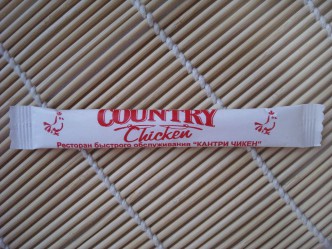 COUNTRY
Chicken
Ресторан быстрого обслуживания "КАНТРИ ЧИКЕН"